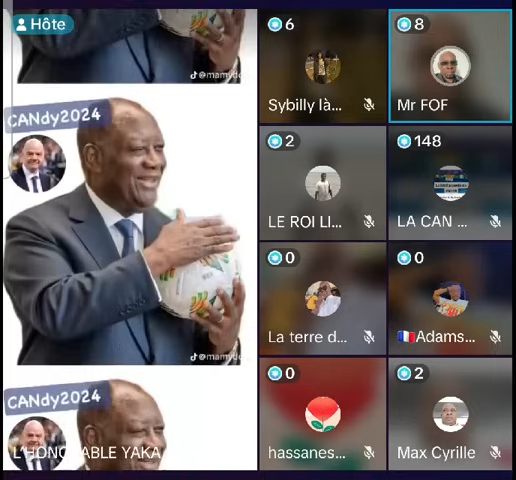 Hôte
@mamydo
CANdy2024
@mamydo
CANdy2024
L'HONORABLE YAKA
6
Sybilly là...
8
Mr FOF
2
LE ROI LI...
148
LA CAN ...
0
La terre d...
0
🇫🇷Adams...
0
hassanes...
2
Max Cyrille